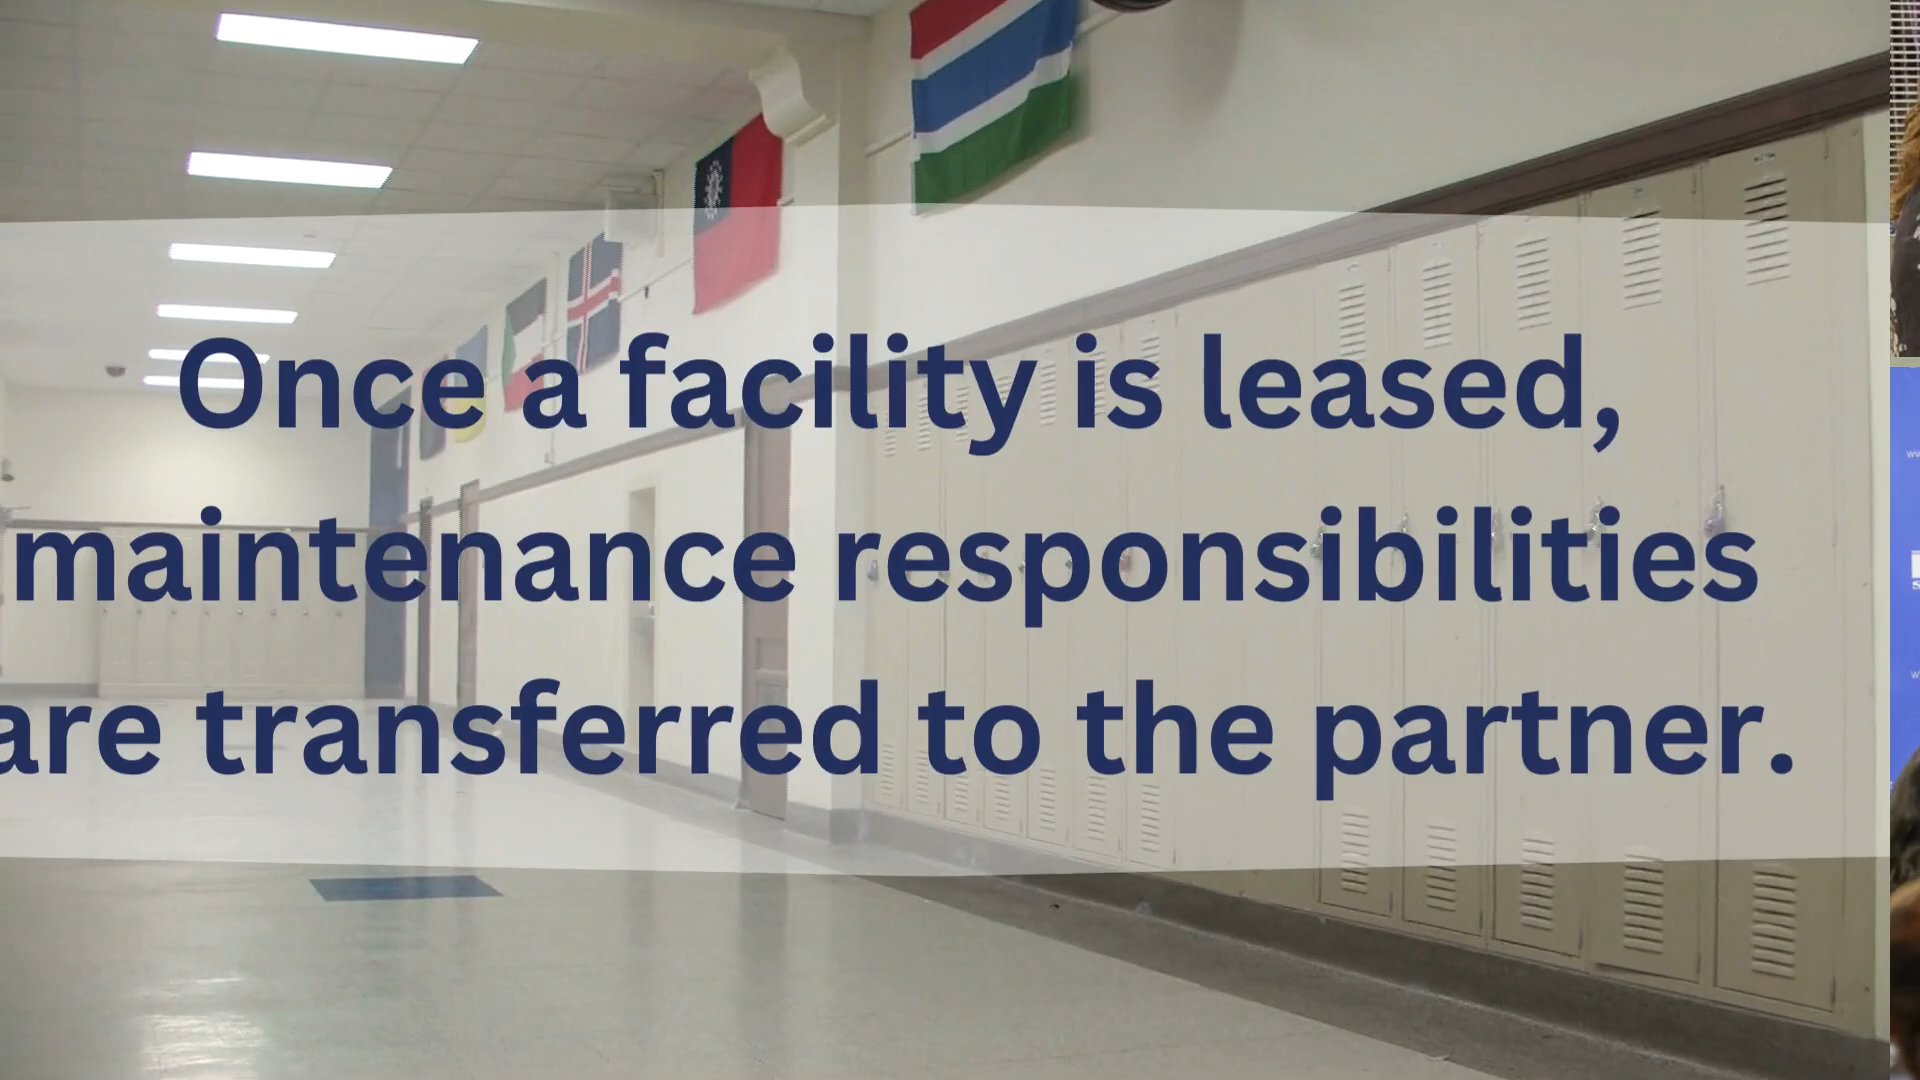 Once a facility is leased,
maintenance responsibilities
are transferred to the partner.